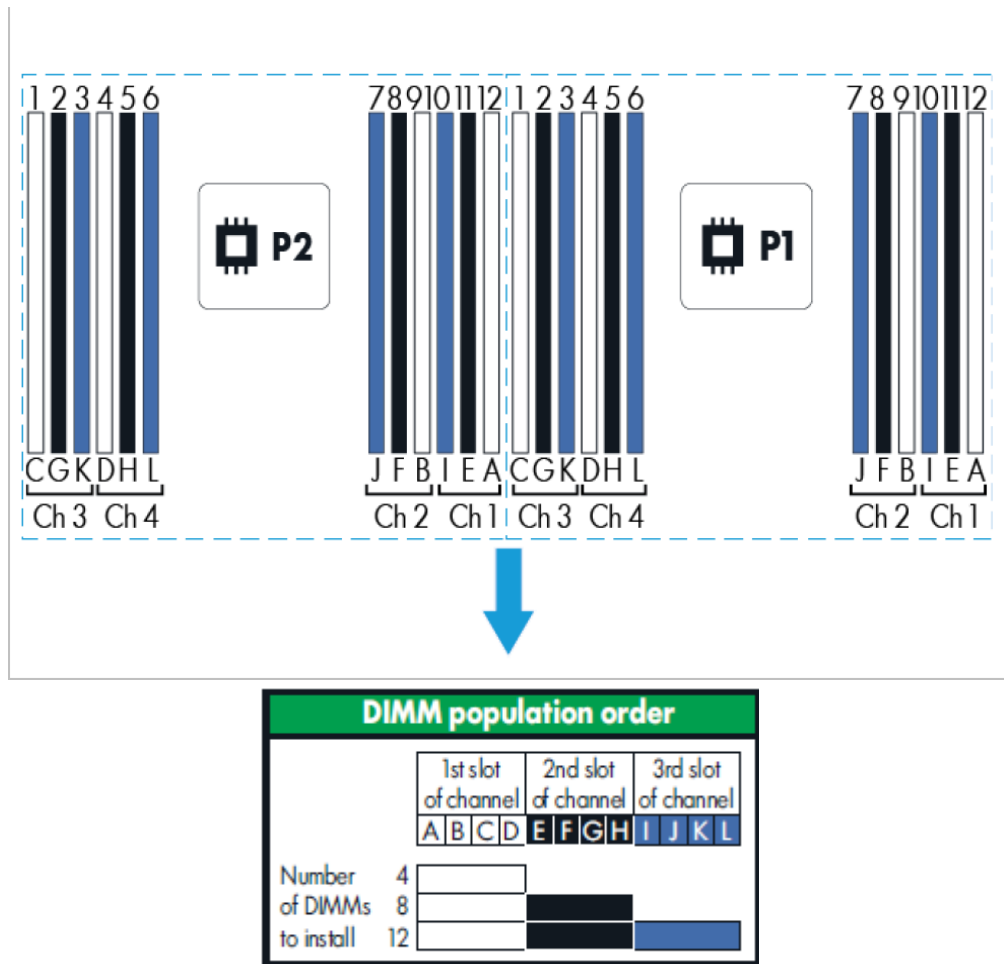 1 2 3 4 5 6 7 8 9 10 11 12 1 2 3 4 5 6 7 8 9 10 11 12
P2 P1
C G K D H L J F B I E A C G K D H L J F B I E A
Ch 3 Ch 4 Ch 2 Ch 1 Ch 3 Ch 4 Ch 2 Ch 1
DIMM population order
1st slot 2nd slot 3rd slot
of channel of channel of channel
A B C D E F G H I J K L
Number 4
of DIMMs 8
to install 12